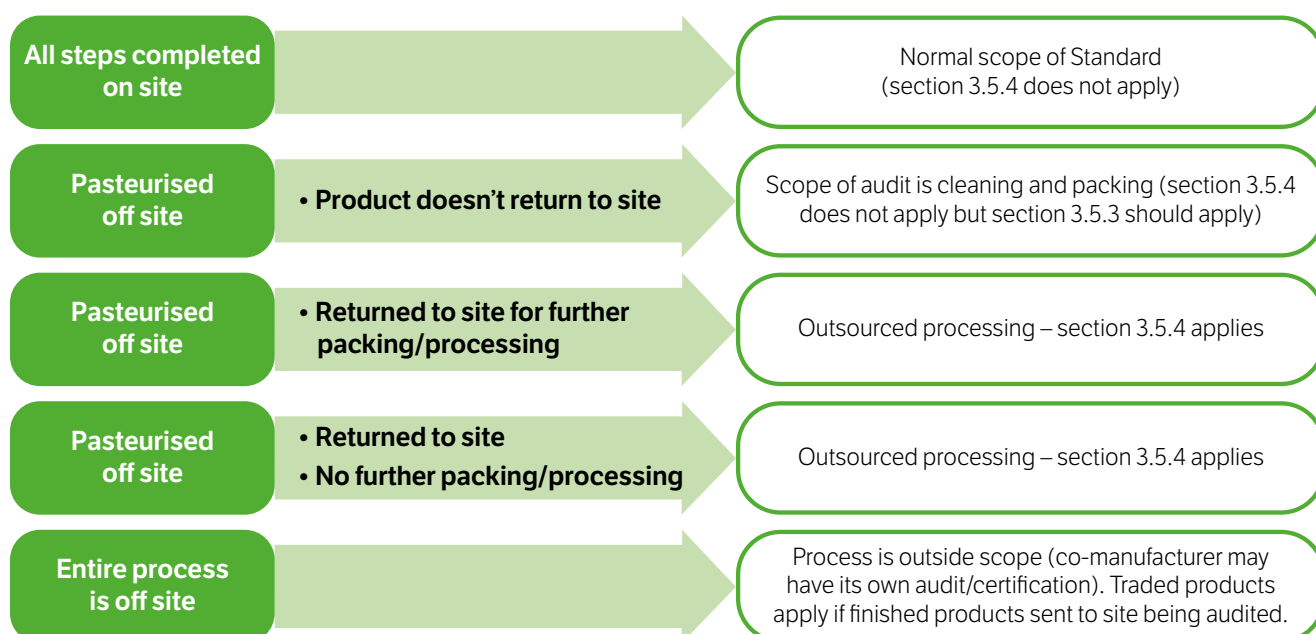 All steps completed
on site
Normal scope of Standard
(section 3.5.4 does not apply)
Pasteurised
off site
• Product doesn’t return to site
Scope of audit is cleaning and packing (section 3.5.4
does not apply but section 3.5.3 should apply)
Pasteurised
off site
• Returned to site for further
packing/processing
Outsourced processing – section 3.5.4 applies
Pasteurised
off site
• Returned to site
• No further packing/processing
Outsourced processing – section 3.5.4 applies
Entire process
is off site
Process is outside scope (co-manufacturer may
have its own audit/certification). Traded products
apply if finished products sent to site being audited.